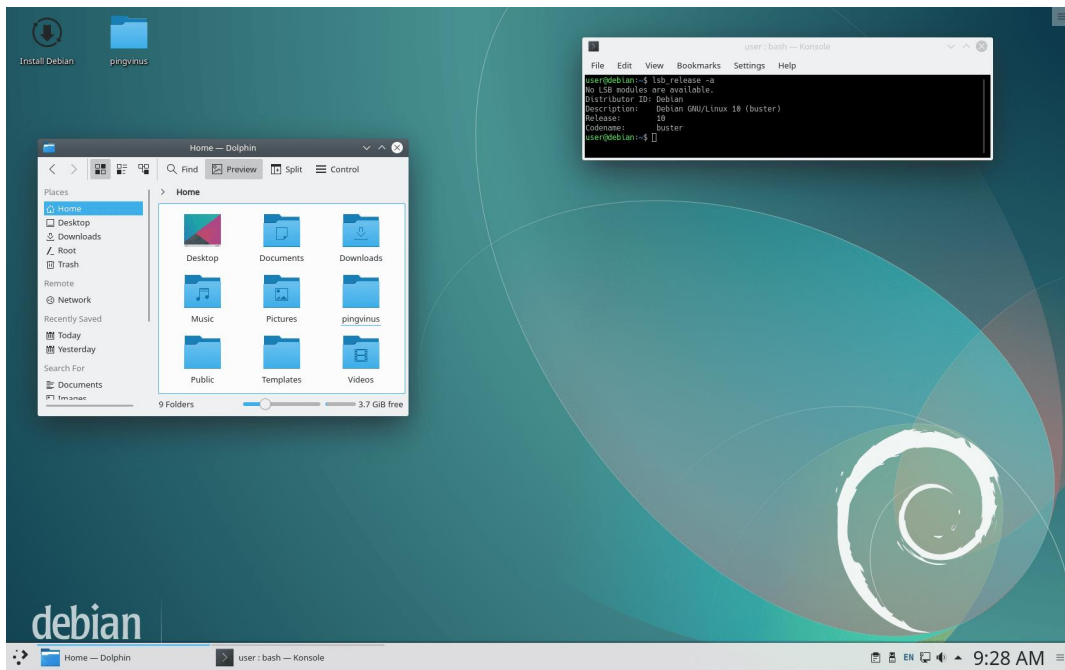 Install Debian
pingvinus
user : bash — Konsole
File Edit View Bookmarks Settings Help
user@debian:~$ lsb_release -a
No LSB modules are available.
Distributor ID: Debian
Description: Debian GNU/Linux 10 (buster)
Release: 10
Codename: buster
user@debian:~$
Home — Dolphin
Find Preview Split Control
Places
Home
Desktop
Downloads
Root
Trash
Remote
Network
Recently Saved
Today
Yesterday
Search For
Documents
Images
Home
Desktop Documents Downloads
Music Pictures pingvinus
Public Templates Videos
9 Folders 3.7 GiB free
debian
Home — Dolphin
user : bash — Konsole
EN
9:28 AM